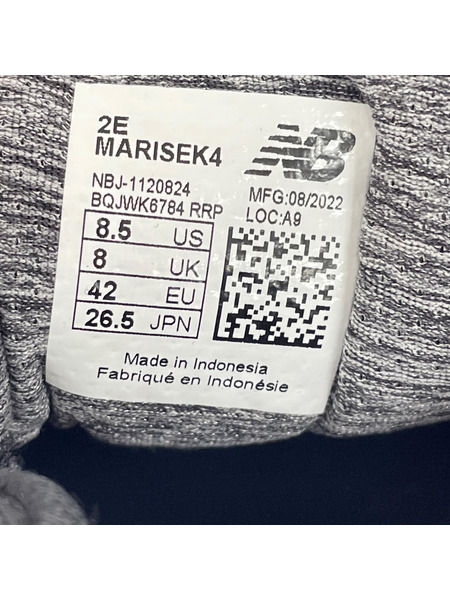 2E
MARISEK4
NB
NBJ-1120824
BQJWK6784 RRP
MFG:08/2022
LOC:A9
8.5 US
8 UK
42 EU
26.5 JPN
Made in Indonesia
Fabriqué en Indonésie